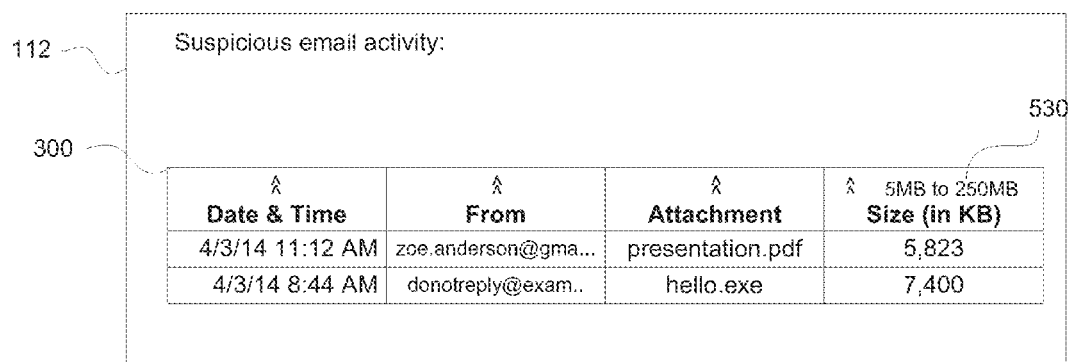 112
Suspicious email activity:
530
300
5MB to 250MB
Date & Time From Attachment Size (in KB)
4/3/14 11:12 AM zoe.anderson@gma... presentation.pdf 5,823
4/3/14 8:44 AM donotreply@exam.. hello.exe 7,400